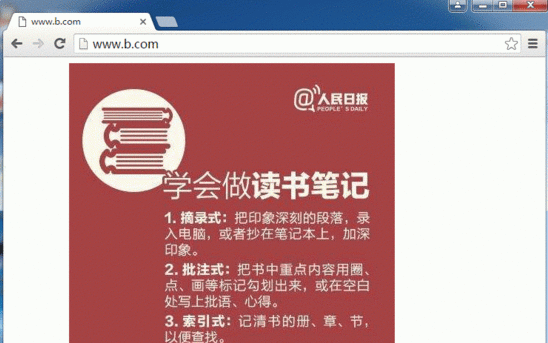 www.b.com
www.b.com
@人民日报
PEOPLE'S DAILY
学会做读书笔记
1. 摘录式：把印象深刻的段落，录
入电脑，或者抄在笔记本上，加深
印象。
2. 批注式：把书中重点内容用圈、
点、画等标记勾划出来，或在空白
处写上批语、心得。
3. 索引式：记清书的册、章、节，
以便查找。